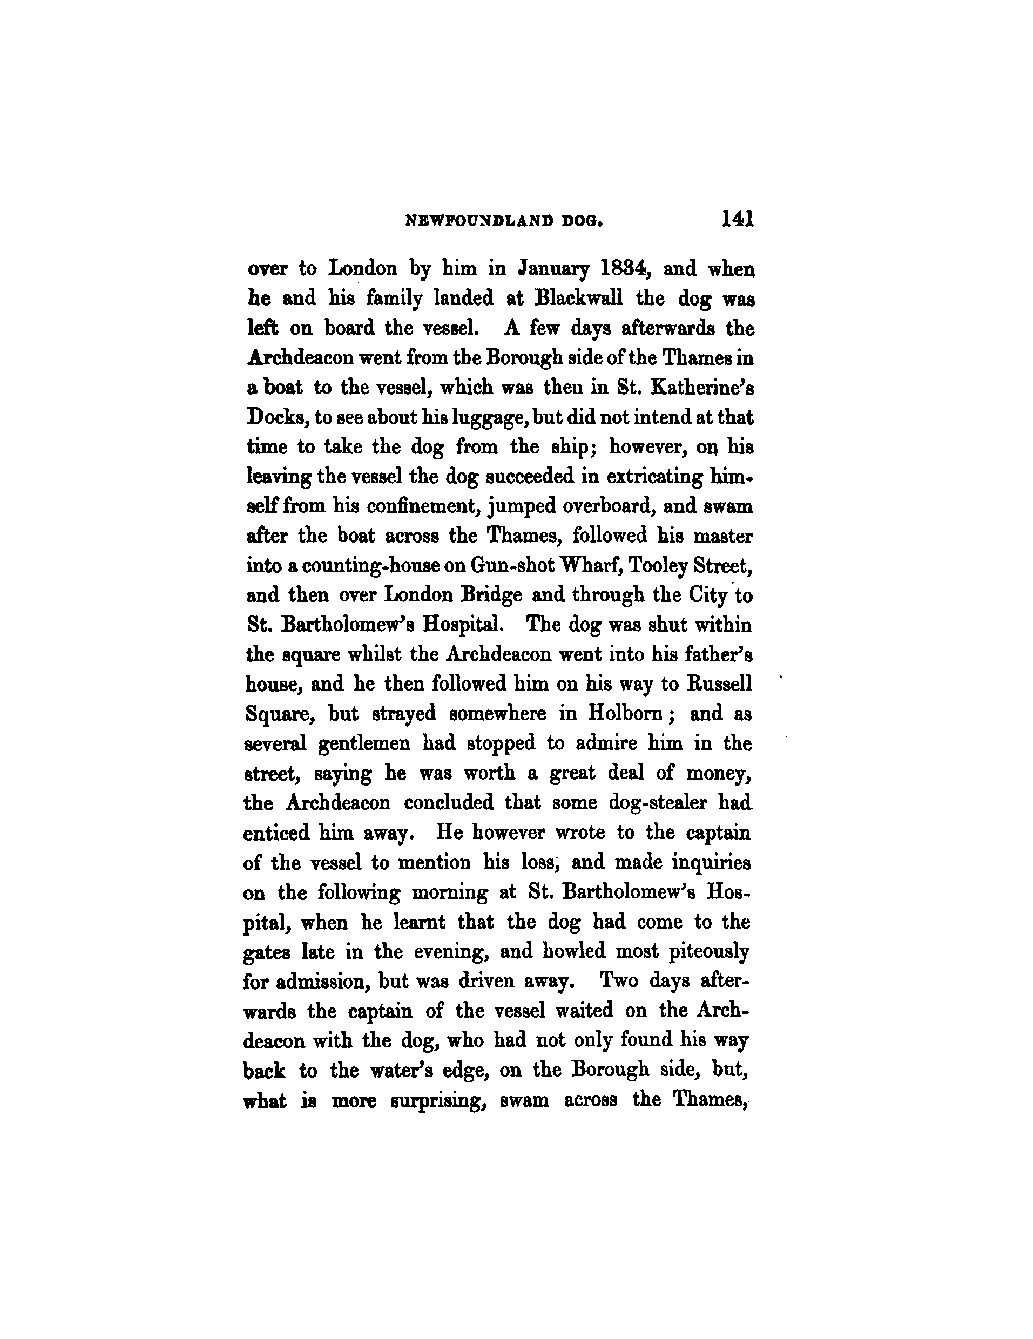 NEWFOUNDLAND DOG. 141
over to London by him in January 1834, and when
he and his family landed at Blackwall the dog was
left on board the vessel. A few days afterwards the
Archdeacon went from the Borough side of the Thames in
a boat to the vessel, which was then in St. Katherine's
Docks, to see about his luggage, but did not intend at that
time to take the dog from the ship; however, on his
leaving the vessel the dog succeeded in extricating him-
self from his confinement, jumped overboard, and swam
after the boat across the Thames, followed his master
into a counting-house on Gun-shot Wharf, Tooley Street,
and then over London Bridge and through the City to
St. Bartholomew's Hospital. The dog was shut within
the square whilst the Archdeacon went into his father's
house, and he then followed him on his way to Russell
Square, but strayed somewhere in Holborn; and as
several gentlemen had stopped to admire him in the
street, saying he was worth a great deal of money,
the Archdeacon concluded that some dog-stealer had
enticed him away. He however wrote to the captain
of the vessel to mention his loss, and made inquiries
on the following morning at St. Bartholomew's Hos-
pital, when he learnt that the dog had come to the
gates late in the evening, and howled most piteously
for admission, but was driven away. Two days after-
wards the captain of the vessel waited on the Arch-
deacon with the dog, who had not only found his way
back to the water's edge, on the Borough side, but,
what is more surprising, swam across the Thames,